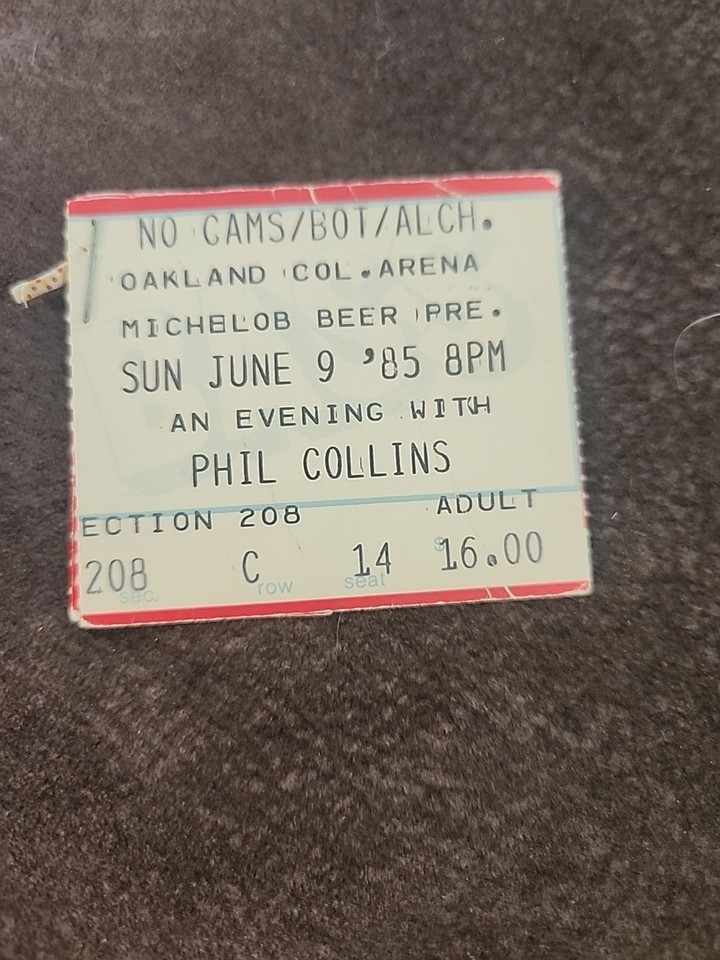 NO CAMS/BOT/ALCH.
OAKLAND COL.ARENA
MICHELOB BEER PRE.
SUN JUNE 9 '85 8PM
AN EVENING WITH
PHIL COLLINS
ECTION 208 ADULT
208 C 14 $16.00
sec. row seat